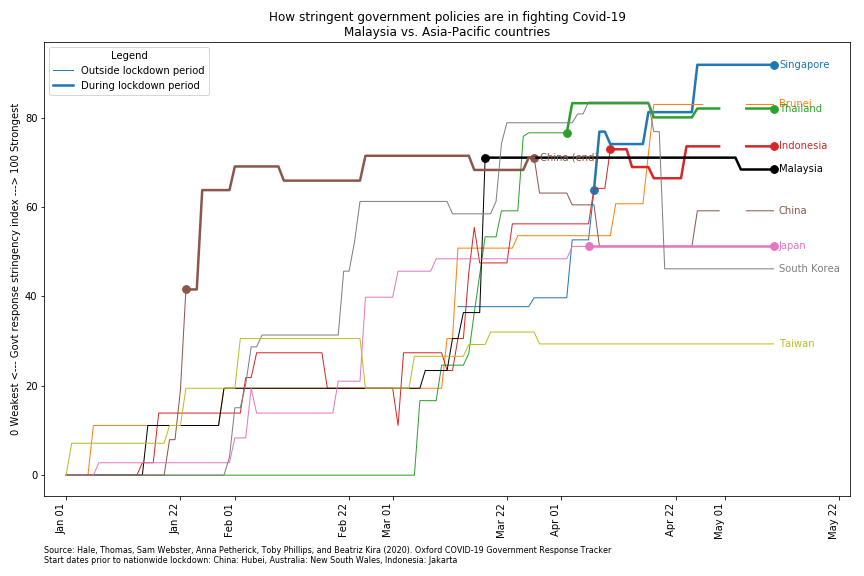 How stringent government policies are in fighting Covid-19
Malaysia vs. Asia-Pacific countries
Legend
Outside lockdown period
During lockdown period
0 Weakest <--- Govt response stringency index ---> 100 Strongest
80
60
40
20
0
Singapore
Brunei
Thailand
Indonesia
China (end)
Malaysia
China
Japan
South Korea
Taiwan
Jan 01
Jan 22
Feb 01
Feb 22
Mar 01
Mar 22
Apr 01
Apr 22
May 01
May 22
Source: Hale, Thomas, Sam Webster, Anna Petherick, Toby Phillips, and Beatriz Kira (2020). Oxford COVID-19 Government Response Tracker
Start dates prior to nationwide lockdown: China: Hubei, Australia: New South Wales, Indonesia: Jakarta